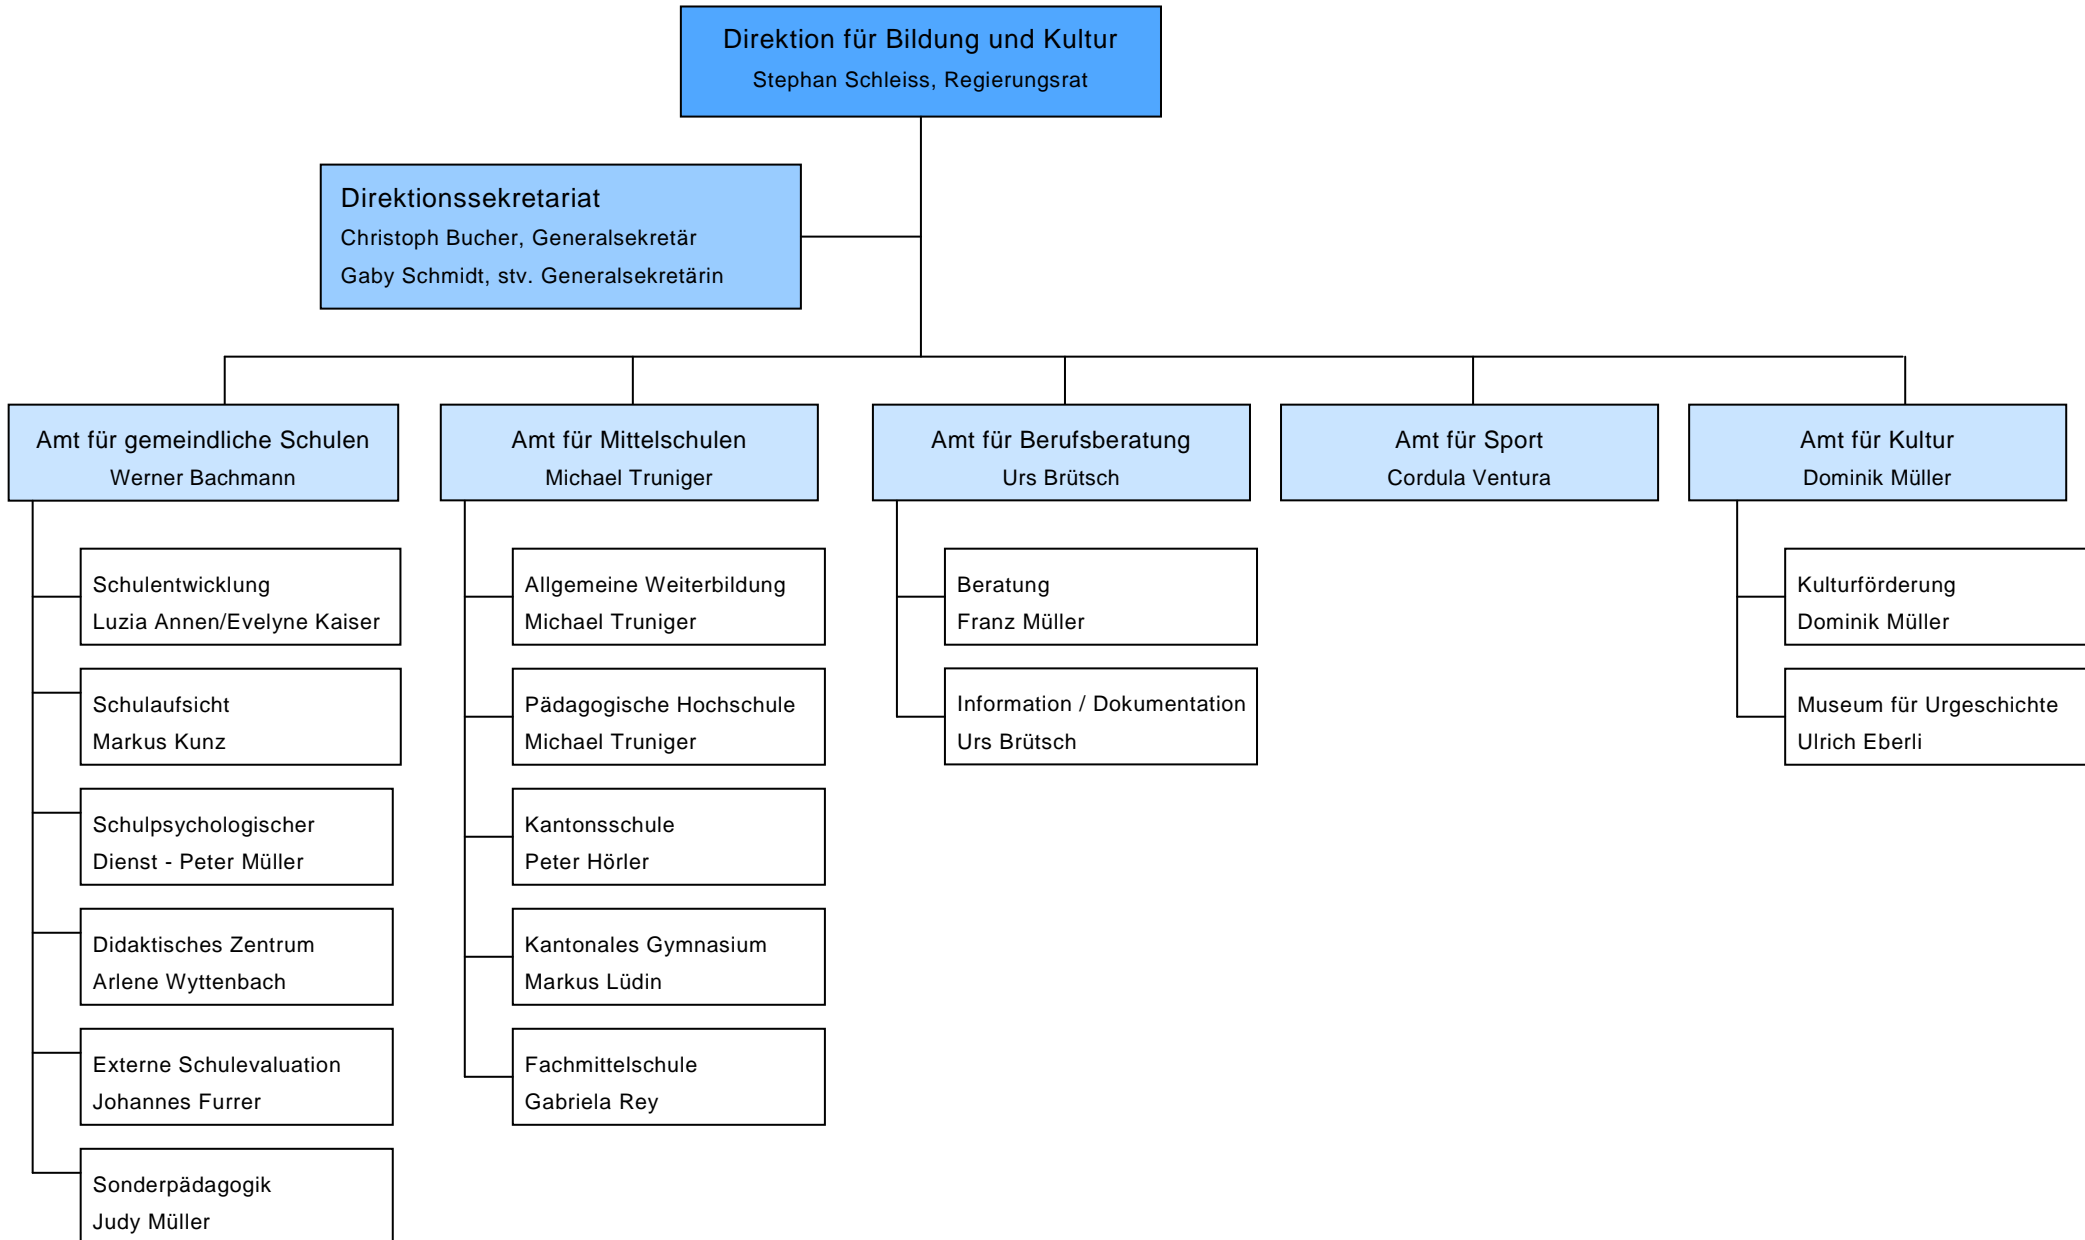 Direktion für Bildung und Kultur
Stephan Schleiss, Regierungsrat
Direktionssekretariat
Christoph Bucher, Generalsekretär
Gaby Schmidt, stv. Generalsekretärin
Amt für gemeindliche Schulen
Werner Bachmann
Schulentwicklung
Luzia Annen/Evelyne Kaiser
Schulaufsicht
Markus Kunz
Schulpsychologischer
Dienst - Peter Müller
Didaktisches Zentrum
Arlene Wyttenbach
Externe Schulevaluation
Johannes Furrer
Sonderpädagogik
Judy Müller
Amt für Mittelschulen
Michael Truniger
Allgemeine Weiterbildung
Michael Truniger
Pädagogische Hochschule
Michael Truniger
Kantonsschule
Peter Hörler
Kantonales Gymnasium
Markus Lüdin
Fachmittelschule
Gabriela Rey
Amt für Berufsberatung
Urs Brütsch
Beratung
Franz Müller
Information / Dokumentation
Urs Brütsch
Amt für Sport
Cordula Ventura
Amt für Kultur
Dominik Müller
Kulturförderung
Dominik Müller
Museum für Urgeschichte
Ulrich Eberli